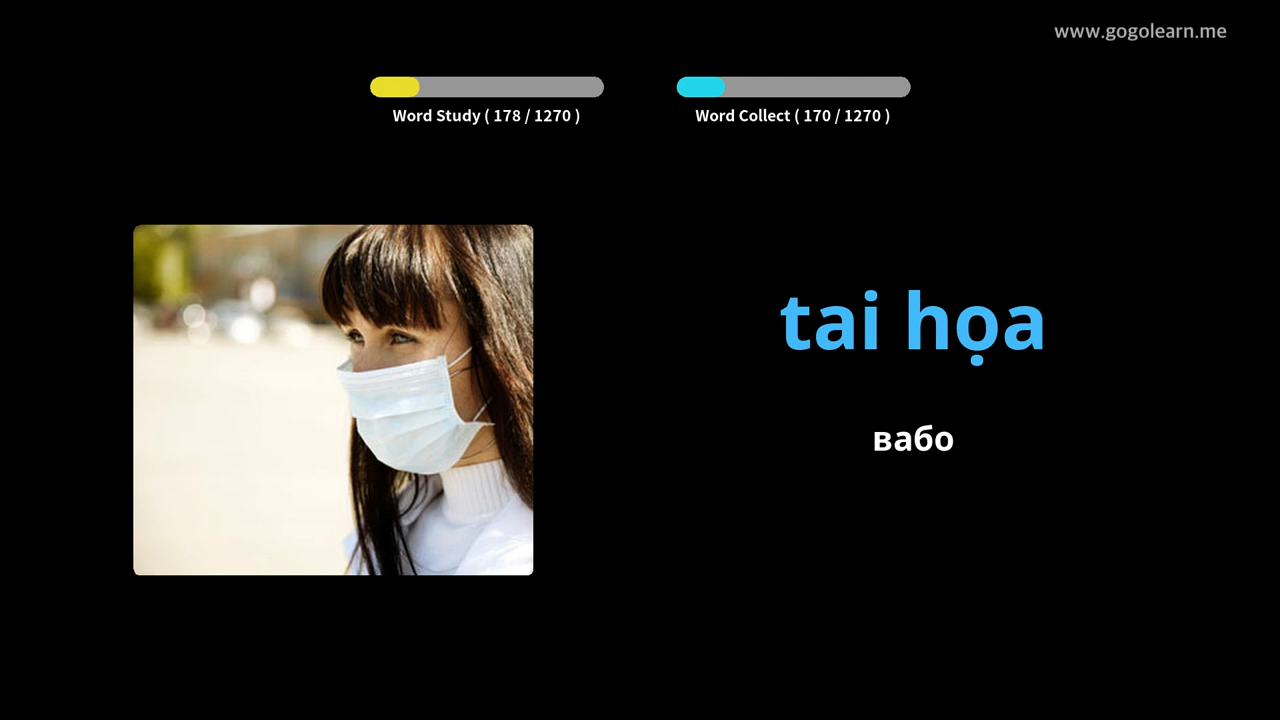 www.gogolearn.me
Word Study ( 178 / 1270 )
Word Collect ( 170 / 1270 )
tai họa
вабо